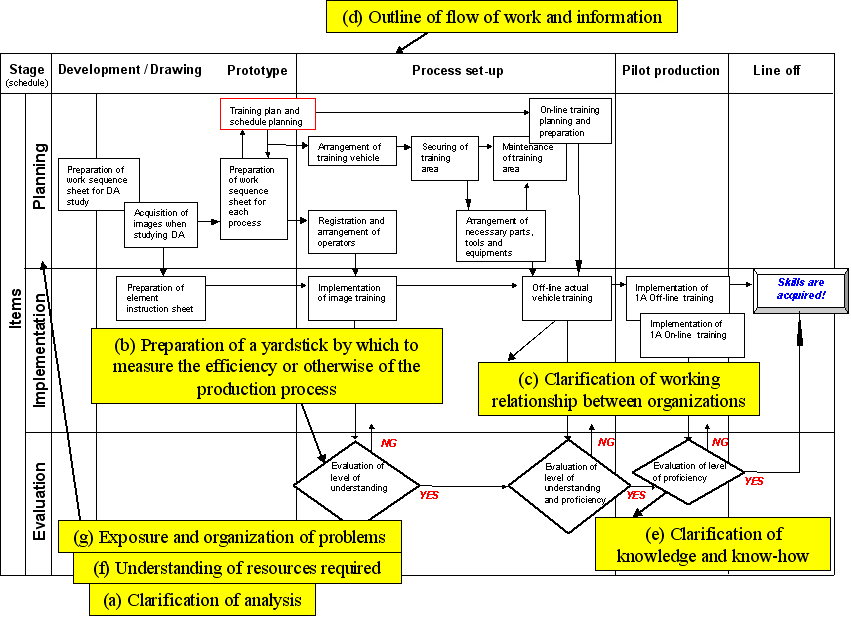 (d) Outline of flow of work and information
Stage
(schedule)
Development / Drawing
Prototype
Process set-up
Pilot production
Line off
Items
Planning
Training plan and
schedule planning
On-line training
planning and
preparation
Arrangement of
training vehicle
Securing of
training
area
Maintenance
of training
area
Preparation of
work sequence
sheet for DA
study
Preparation
of work
sequence
sheet for
each
process
Acquisition of
images when
studying DA
Registration and
arrangement of
operators
Arrangement of
necessary parts,
tools and
equipments
Implementation
Preparation of
element
instruction sheet
Implementation
of image training
Off-line actual
vehicle training
Implementation of
1A Off-line training
Implementation of
1A On-line training
Skills are
acquired!
(b) Preparation of a yardstick by which to
measure the efficiency or otherwise of the
production process
(c) Clarification of working
relationship between organizations
Evaluation
NG
NG
NG
Evaluation of
level of
understanding
YES
Evaluation of
level of
understanding
and proficiency
YES
Evaluation of level
of proficiency
YES
(g) Exposure and organization of problems
(f) Understanding of resources required
(a) Clarification of analysis
(e) Clarification of
knowledge and know-how